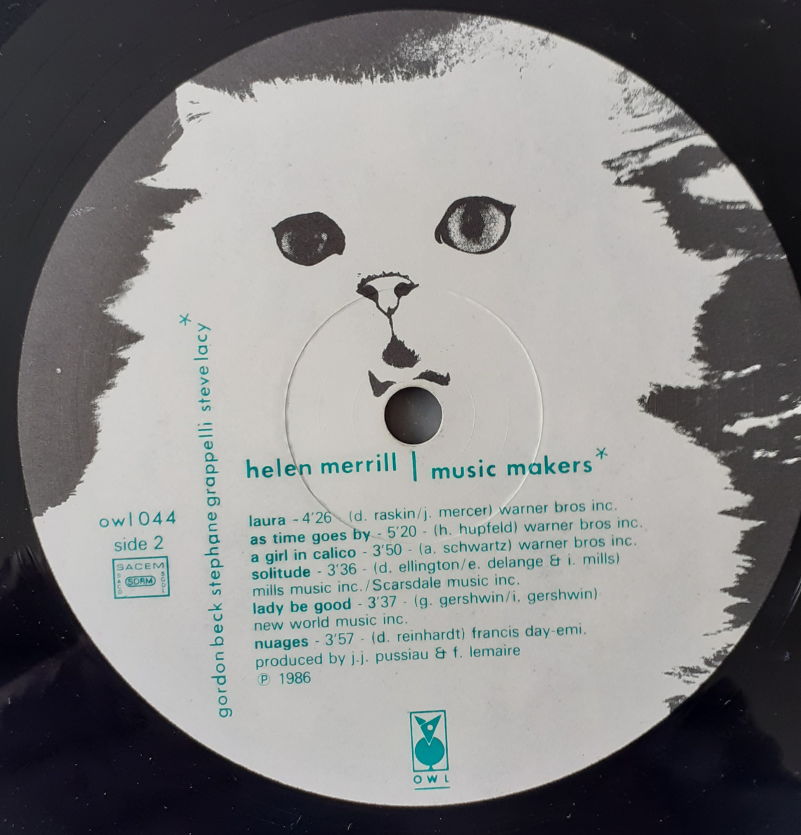 gordon beck stephane grappelli steve lacy *
helen merrill | music makers*
owl 044
side 2
SACEM
SACD
SDRM
SGDL
laura - 4'26 (d. raskin/j. mercer) warner bros inc.
as time goes by - 5'20 - (h. hupfeld) warner bros inc.
a girl in calico - 3'50 - (a. schwartz) warner bros inc.
solitude - 3'36 - (d. ellington/e. delange & i. mills)
mills music inc./Scarsdale music inc.
lady be good - 3'37 - (g. gershwin/i. gershwin)
new world music inc.
nuages - 3'57 - (d. reinhardt) francis day-emi.
produced by j.j. pussiau & f. lemaire
℗ 1986
OWL